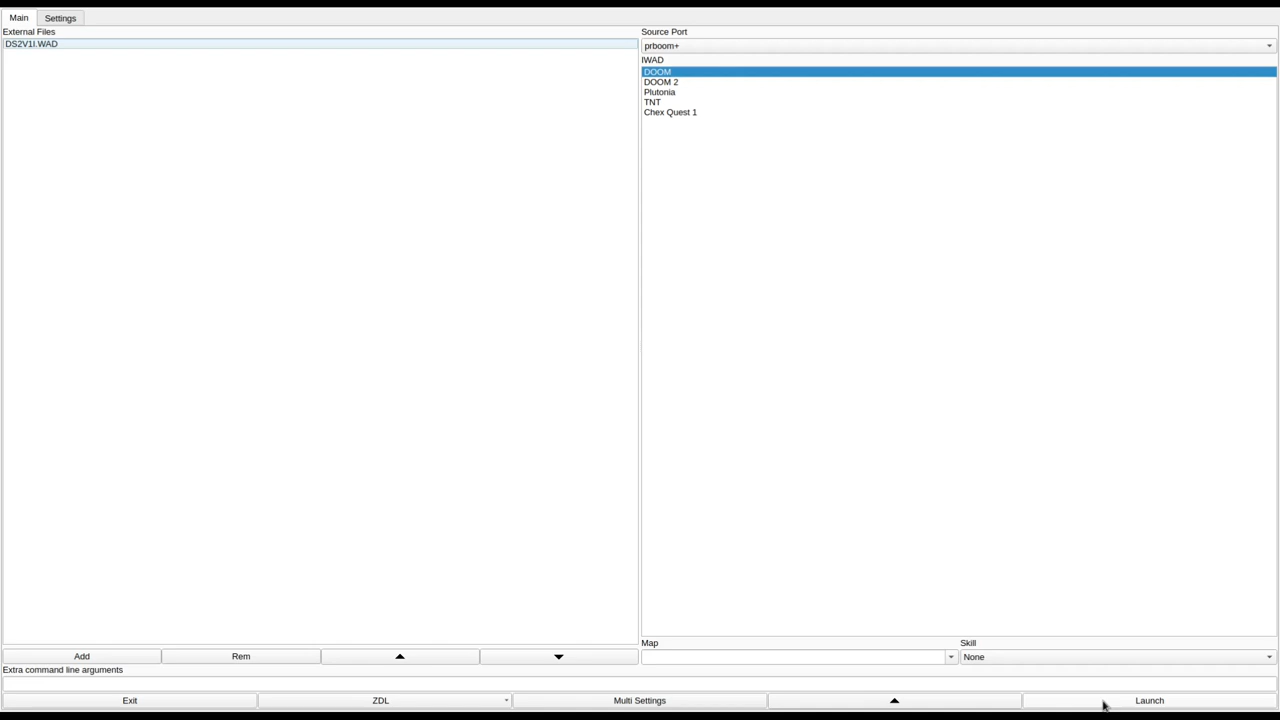 Main Settings
External Files
DS2V1I.WAD
Source Port
prboom+
IWAD
DOOM
DOOM 2
Plutonia
TNT
Chex Quest 1
Map Skill
None
Add Rem
Extra command line arguments
Exit ZDL Multi Settings Launch